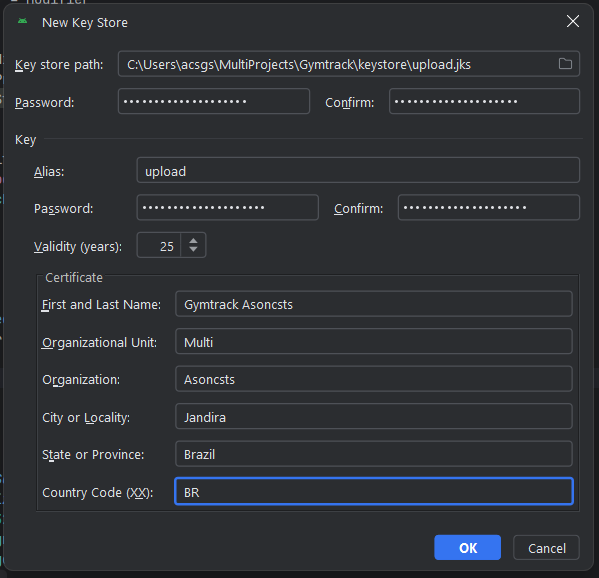 New Key Store
Key store path: C:\Users\acsgs\MultiProjects\Gymtrack\keystore\upload.jks
Password: •••••••••••••••••• Confirm: ••••••••••••••••••
Key
Alias: upload
Password: •••••••••••••••••• Confirm: ••••••••••••••••••
Validity (years): 25
Certificate
First and Last Name: Gymtrack Asoncsts
Organizational Unit: Multi
Organization: Asoncsts
City or Locality: Jandira
State or Province: Brazil
Country Code (XX): BR
OK Cancel